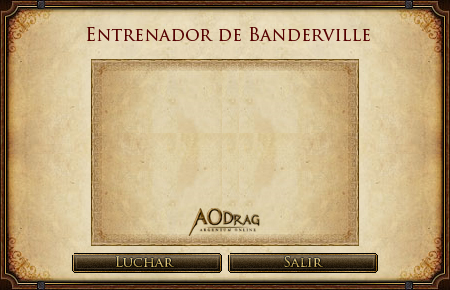 Entrenador de Banderville
AODrag
ARGENTUM ONLINE
Luchar
Salir